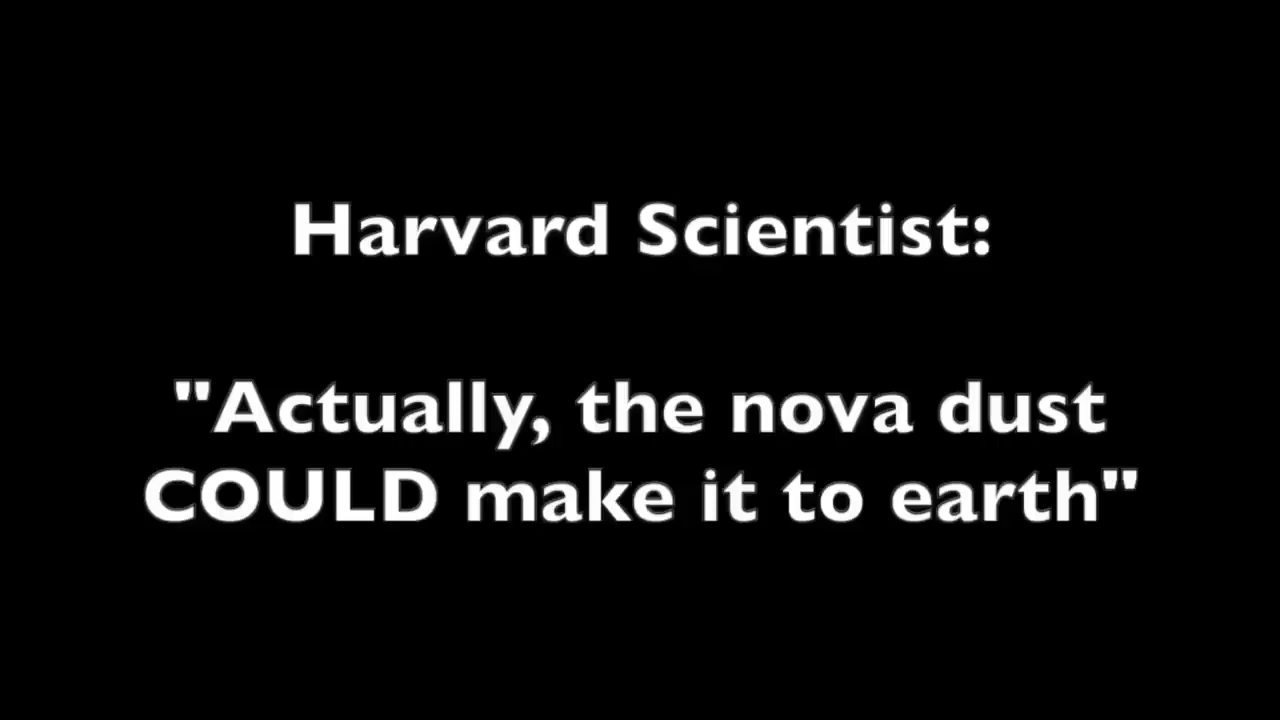 Harvard Scientist:
"Actually, the nova dust
COULD make it to earth"